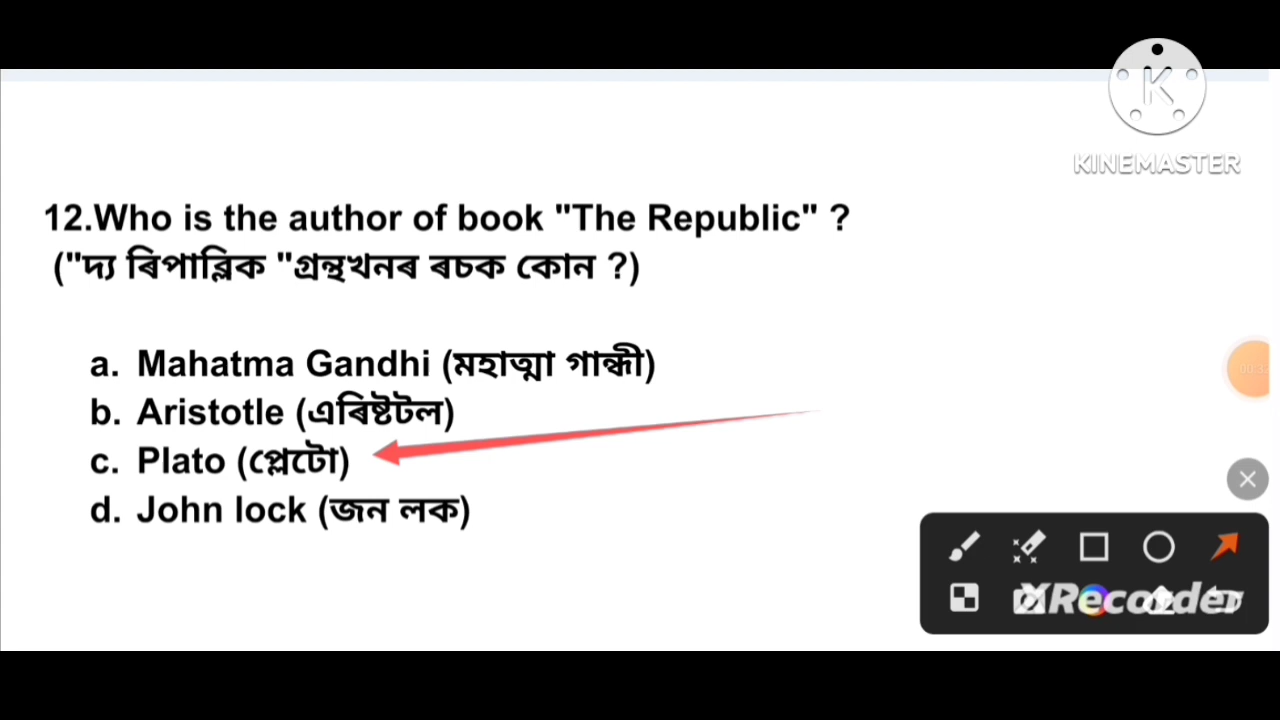 KINEMASTER
12.Who is the author of book "The Republic" ?
("দ্য ৰিপাব্লিক "গ্ৰন্থখনৰ ৰচক কোন ?)
a. Mahatma Gandhi (মহাত্মা গান্ধী)
b. Aristotle (এৰিষ্টটল)
c. Plato (প্লেটো)
d. John lock (জন লক)
XRecorder